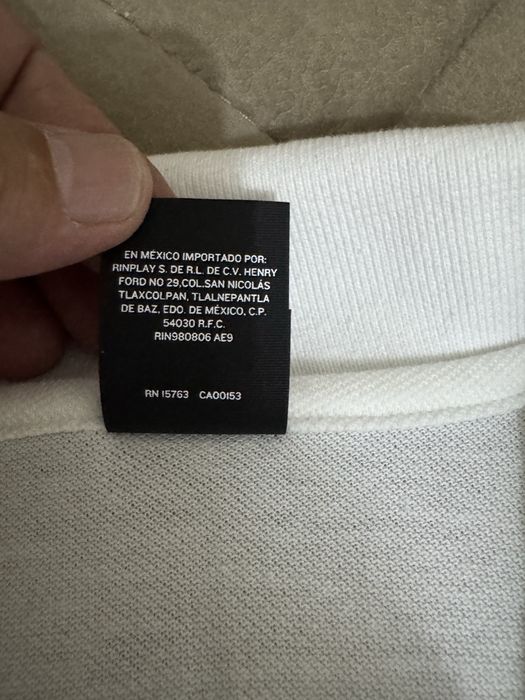 EN MÉXICO IMPORTADO POR:
RINPLAY S. DE R.L. DE C.V. HENRY
FORD NO 29,COL.SAN NICOLÁS
TLAXCOLPAN, TLALNEPANTLA
DE BAZ, EDO. DE MÉXICO, C.P.
54030 R.F.C.
RIN980806 AE9
RN 15763 CA00153